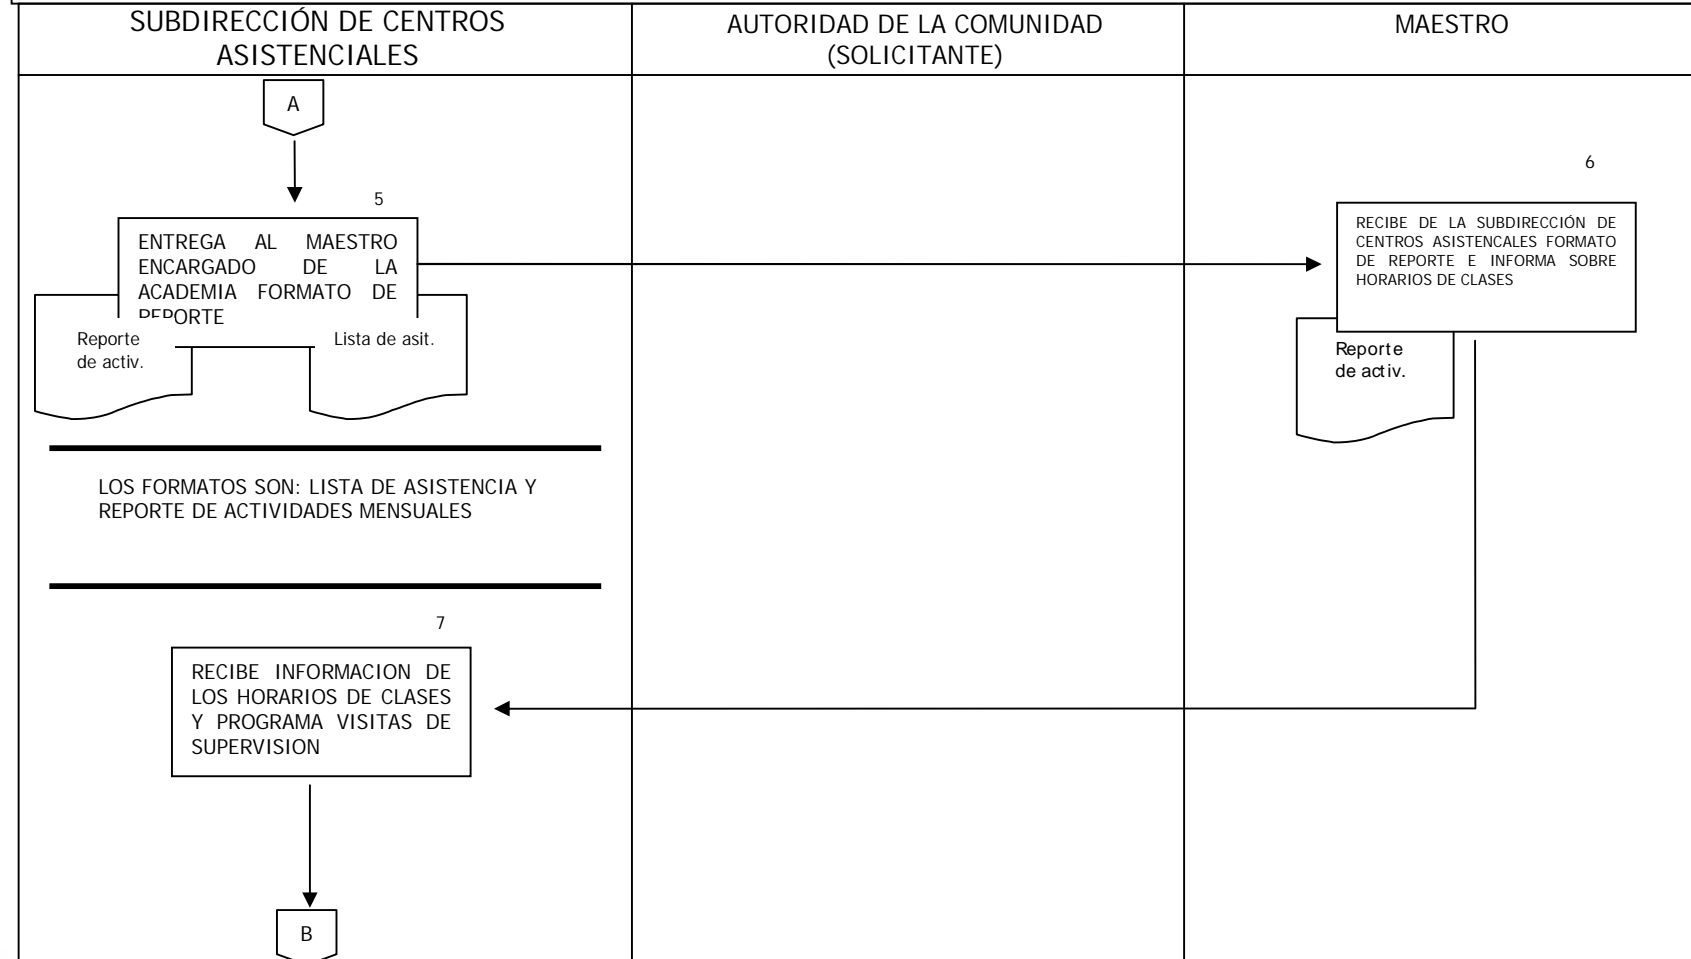 SUBDIRECCIÓN DE CENTROS
ASISTENCIALES
AUTORIDAD DE LA COMUNIDAD
(SOLICITANTE)
MAESTRO
A
5
ENTREGA AL MAESTRO
ENCARGADO DE LA
ACADEMIA FORMATO DE
REPORTE
Reporte
de activ.
Lista de asit.
6
RECIBE DE LA SUBDIRECCIÓN DE
CENTROS ASISTENCALES FORMATO
DE REPORTE E INFORMA SOBRE
HORARIOS DE CLASES
Reporte
de activ.
LOS FORMATOS SON: LISTA DE ASISTENCIA Y
REPORTE DE ACTIVIDADES MENSUALES
7
RECIBE INFORMACION DE
LOS HORARIOS DE CLASES
Y PROGRAMA VISITAS DE
SUPERVISION
B